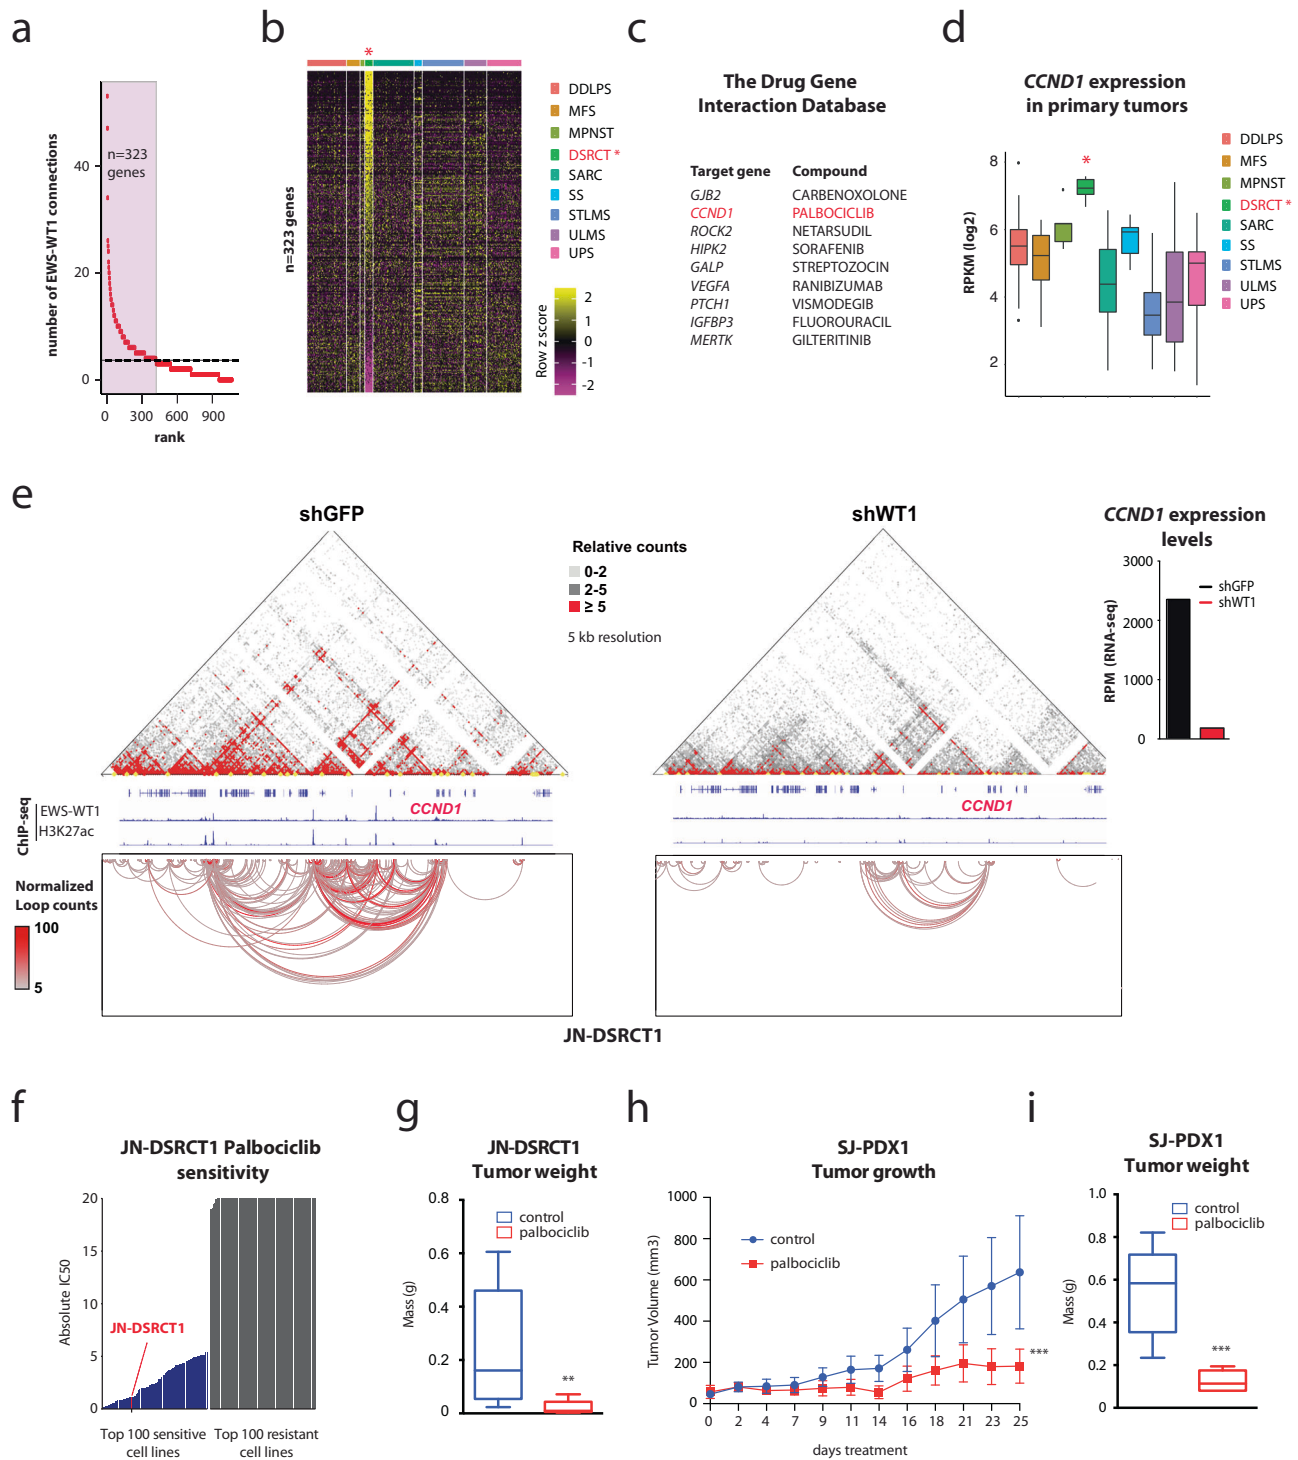 a
number of EWS-WT1 connections
40
20
0
n=323
genes
0 300 600 900
rank
b
*
n=323 genes
DDLPS
MFS
MPNST
DSRCT *
SARC
SS
STLMS
ULMS
UPS
Row z score
2
1
0
-1
-2
c
The Drug Gene
Interaction Database
Target gene Compound
GJB2 CARBENOXOLONE
CCND1 PALBOCICLIB
ROCK2 NETARSUDIL
HIPK2 SORAFENIB
GALP STREPTOZOCIN
VEGFA RANIBIZUMAB
PTCH1 VISMODEGIB
IGFBP3 FLUOROURACIL
MERTK GILTERITINIB
d
CCND1 expression
in primary tumors
RPKM (log2)
8
6
4
2
*
DDLPS
MFS
MPNST
DSRCT *
SARC
SS
STLMS
ULMS
UPS
e
shGFP
Relative counts
0-2
2-5
≥ 5
5 kb resolution
shWT1
CCND1 expression
levels
RPM (RNA-seq)
3000
2000
1000
0
shGFP
shWT1
ChIP-seq
EWS-WT1
H3K27ac
CCND1
CCND1
Normalized
Loop counts
100
5
JN-DSRCT1
f
JN-DSRCT1 Palbociclib
sensitivity
Absolute IC50
20
15
10
5
0
JN-DSRCT1
Top 100 sensitive
cell lines
Top 100 resistant
cell lines
g
JN-DSRCT1
Tumor weight
Mass (g)
0.8
0.6
0.4
0.2
0
control
palbociclib
**
h
SJ-PDX1
Tumor growth
Tumor Volume (mm3)
1000
800
600
400
200
0
control
palbociclib
***
0 2 4 7 9 11 14 16 18 21 23 25
days treatment
i
SJ-PDX1
Tumor weight
Mass (g)
1.0
0.8
0.6
0.4
0.2
0
control
palbociclib
***